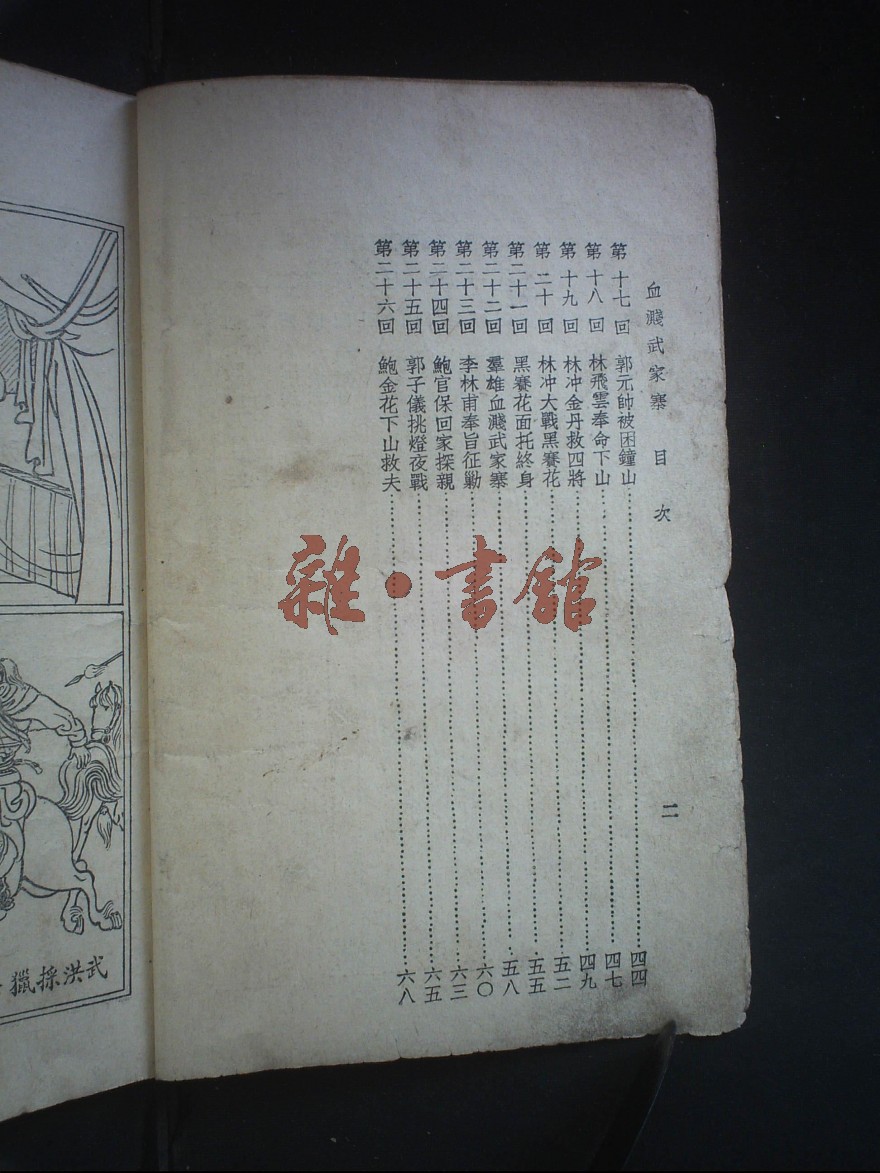 血濺武家寨　目次
二
第十七回　郭元帥被困鐘山……四四
第十八回　林飛雲奉命下山……四七
第十九回　林冲金丹救四將……四九
第二十回　林冲大戰黑賽花……五二
第二十一回　黑賽花面托終身……五五
第二十二回　羣雄血濺武家寨……五八
第二十三回　李林甫奉旨征勦……六〇
第二十四回　鮑官保回家探親……六三
第二十五回　郭子儀挑燈夜戰……六五
第二十六回　鮑金花下山救夫……六八
雜·書館
武洪採獵